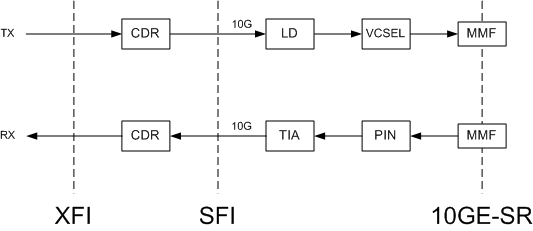 TX
CDR
10G
LD
VCSEL
MMF
RX
CDR
10G
TIA
PIN
MMF
XFI
SFI
10GE-SR